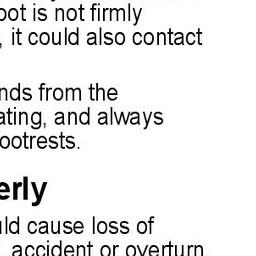 oot is not firmly
, it could also contact
nds from the
ating, and always
ootrests.
erly
uld cause loss of
, accident or overturn.